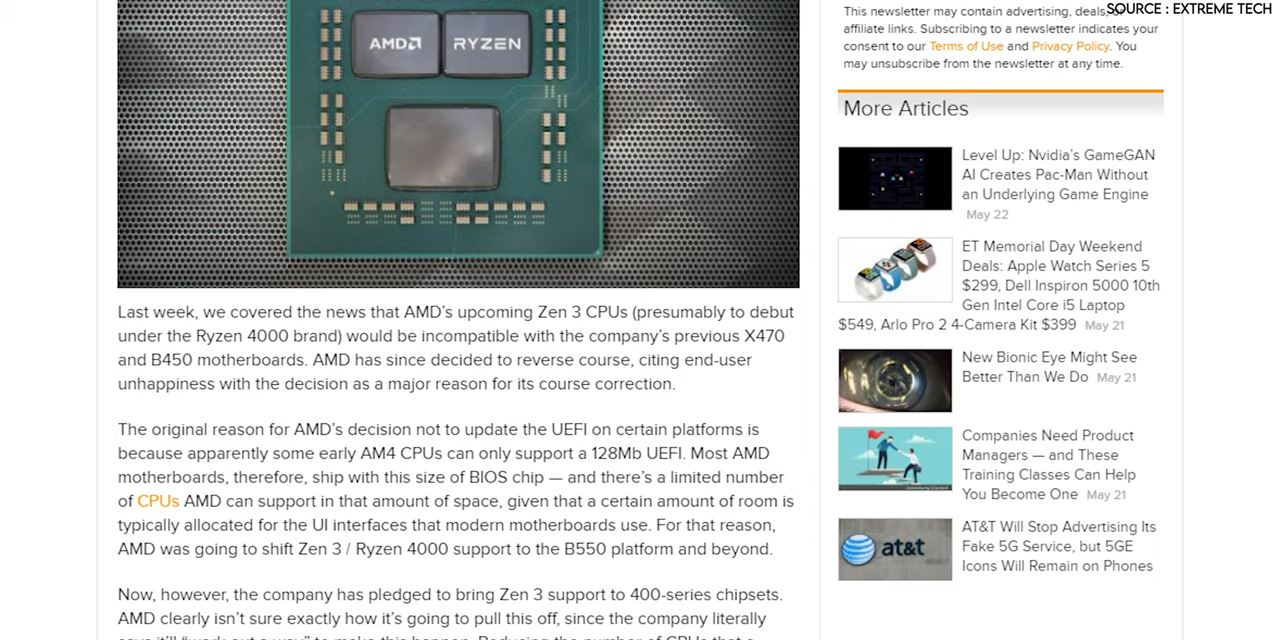 SOURCE : EXTREME TECH
AMD RYZEN
Last week, we covered the news that AMD’s upcoming Zen 3 CPUs (presumably to debut
under the Ryzen 4000 brand) would be incompatible with the company’s previous X470
and B450 motherboards. AMD has since decided to reverse course, citing end-user
unhappiness with the decision as a major reason for its course correction.
The original reason for AMD’s decision not to update the UEFI on certain platforms is
because apparently some early AM4 CPUs can only support a 128Mb UEFI. Most AMD
motherboards, therefore, ship with this size of BIOS chip — and there’s a limited number
of CPUs AMD can support in that amount of space, given that a certain amount of room is
typically allocated for the UI interfaces that modern motherboards use. For that reason,
AMD was going to shift Zen 3 / Ryzen 4000 support to the B550 platform and beyond.
Now, however, the company has pledged to bring Zen 3 support to 400-series chipsets.
AMD clearly isn’t sure exactly how it’s going to pull this off, since the company literally
This newsletter may contain advertising, deals, or
affiliate links. Subscribing to a newsletter indicates your
consent to our Terms of Use and Privacy Policy. You
may unsubscribe from the newsletter at any time.
More Articles
Level Up: Nvidia’s GameGAN
AI Creates Pac-Man Without
an Underlying Game Engine
May 22
ET Memorial Day Weekend
Deals: Apple Watch Series 5
$299, Dell Inspiron 5000 10th
Gen Intel Core i5 Laptop
$549, Arlo Pro 2 4-Camera Kit $399 May 21
New Bionic Eye Might See
Better Than We Do May 21
Companies Need Product
Managers — and These
Training Classes Can Help
You Become One May 21
at&t
AT&T Will Stop Advertising Its
Fake 5G Service, but 5GE
Icons Will Remain on Phones